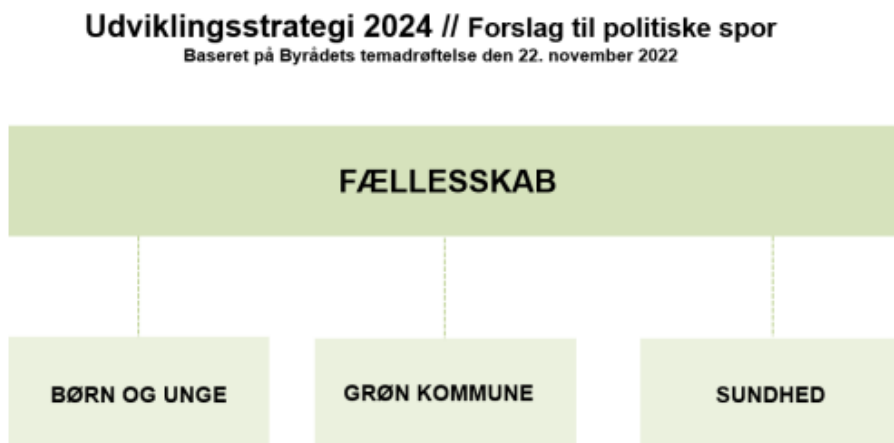 Udviklingsstrategi 2024 // Forslag til politiske spor
Baseret på Byrådets temadrøftelse den 22. november 2022
FÆLLESSKAB
BØRN OG UNGE
GRØN KOMMUNE
SUNDHED